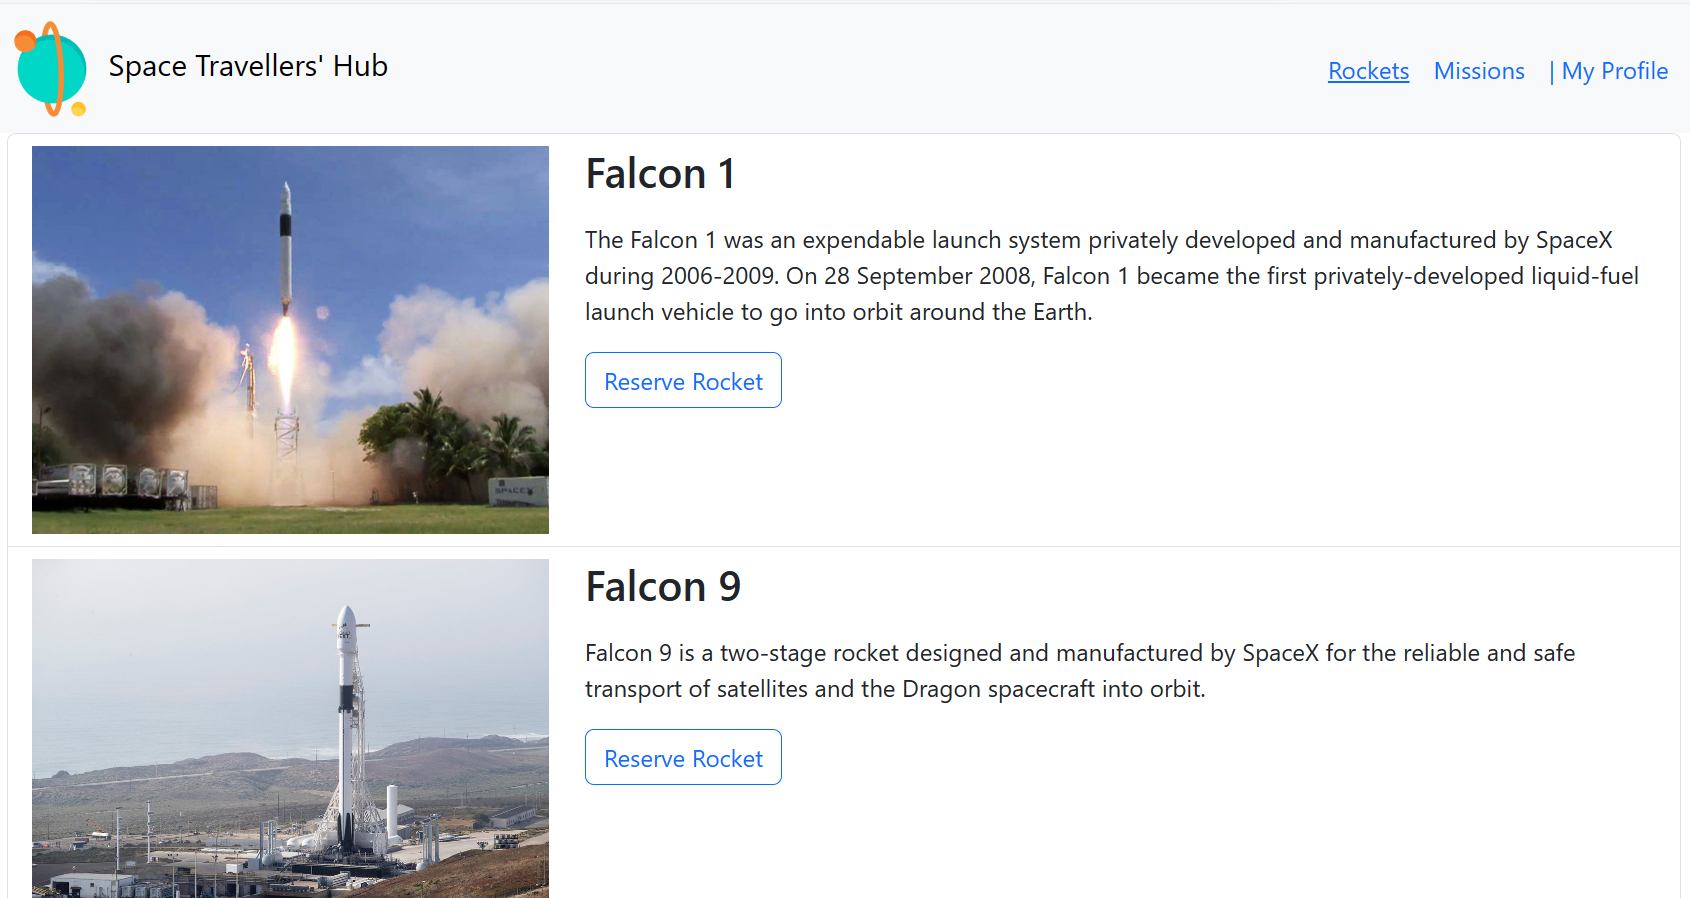 Space Travellers' Hub
Rockets Missions | My Profile
Falcon 1
The Falcon 1 was an expendable launch system privately developed and manufactured by SpaceX
during 2006-2009. On 28 September 2008, Falcon 1 became the first privately-developed liquid-fuel
launch vehicle to go into orbit around the Earth.
Reserve Rocket
SPACEX
Falcon 9
Falcon 9 is a two-stage rocket designed and manufactured by SpaceX for the reliable and safe
transport of satellites and the Dragon spacecraft into orbit.
Reserve Rocket